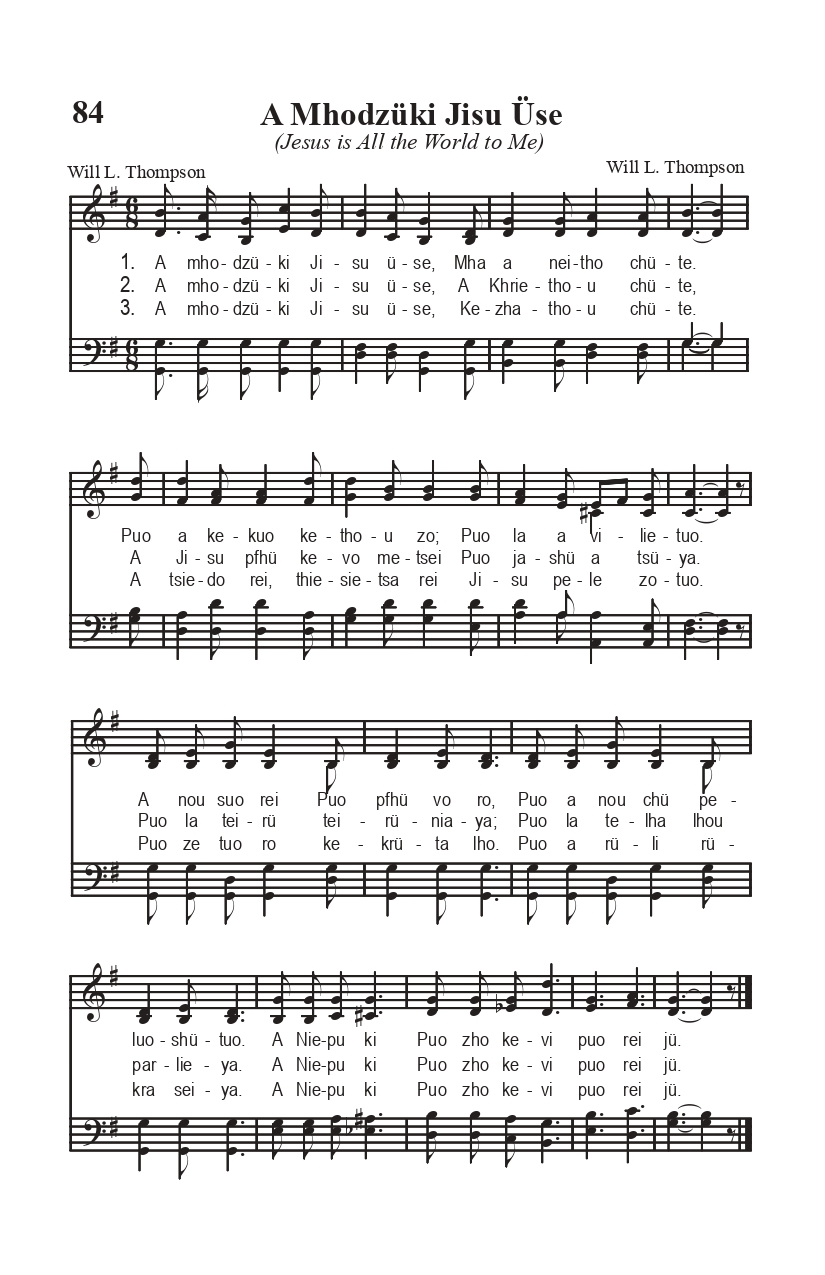 84
A Mhodzüki Jisu Üse
(Jesus is All the World to Me)
Will L. Thompson
Will L. Thompson
1. A mho - dzü - ki Ji - su ü - se, Mha a nei - tho chü - te.
2. A mho - dzü - ki Ji - su ü - se, A Khrie - tho - u chü - te,
3. A mho - dzü - ki Ji - su ü - se, Ke - zha - tho - u chü - te.
Puo a ke - kuo ke - tho - u zo; Puo la a vi - lie - tuo.
A Ji - su pfhü ke - vo me - tsei Puo ja - shü a tsü - ya.
A tsie - do rei, thie - sie - tsa rei Ji - su pe - le zo - tuo.
A nou suo rei Puo pfhü vo ro, Puo a nou chü pe -
Puo la tei - rü tei - rü - nia - ya; Puo la te - lha lhou
Puo ze tuo ro ke - krü - ta lho. Puo a rü - li rü -
luo - shü - tuo. A Nie - pu ki Puo zho ke - vi puo rei jü.
par - lie - ya. A Nie - pu ki Puo zho ke - vi puo rei jü.
kra sei - ya. A Nie - pu ki Puo zho ke - vi puo rei jü.